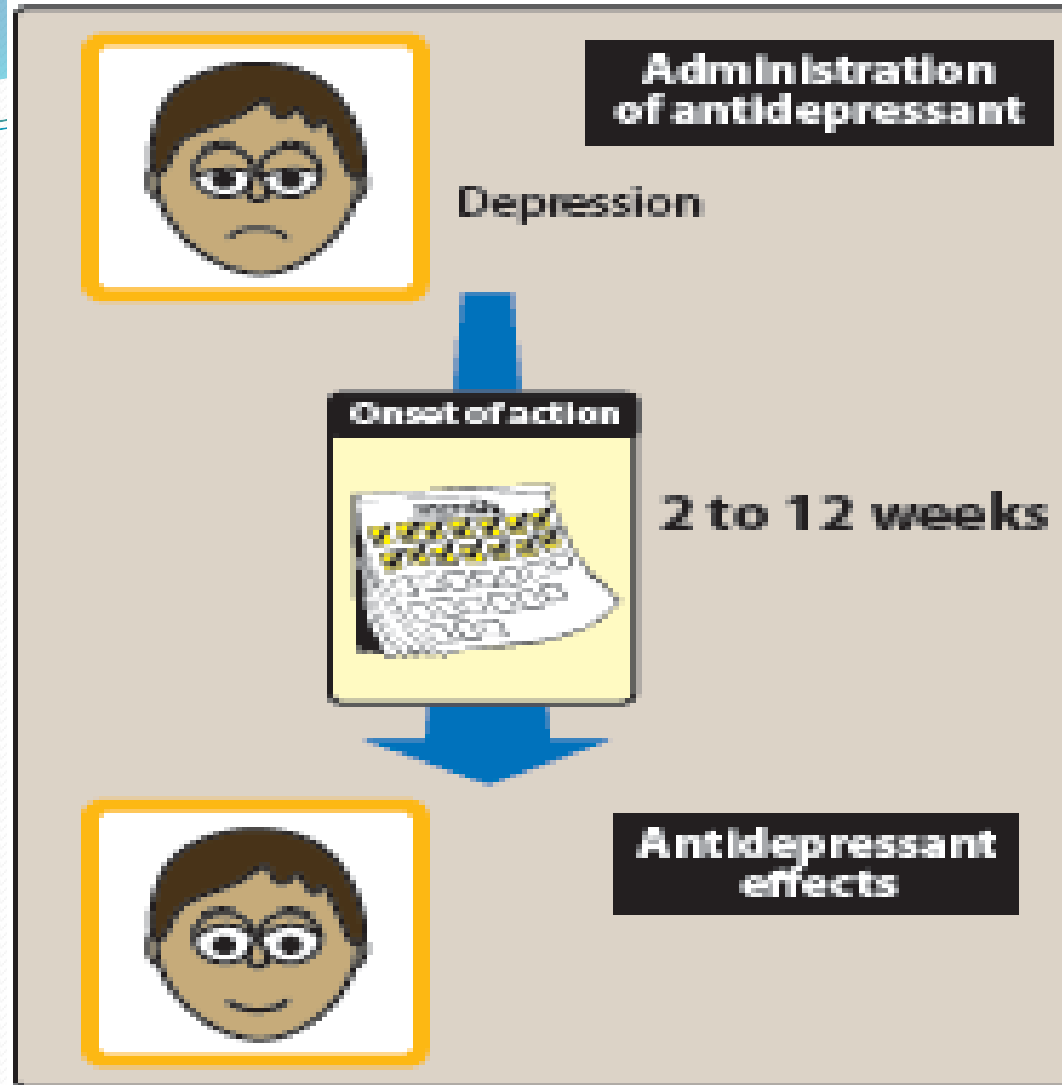 Administration
of antidepressant
Depression
Onset of action
2 to 12 weeks
Antidepressant
effects